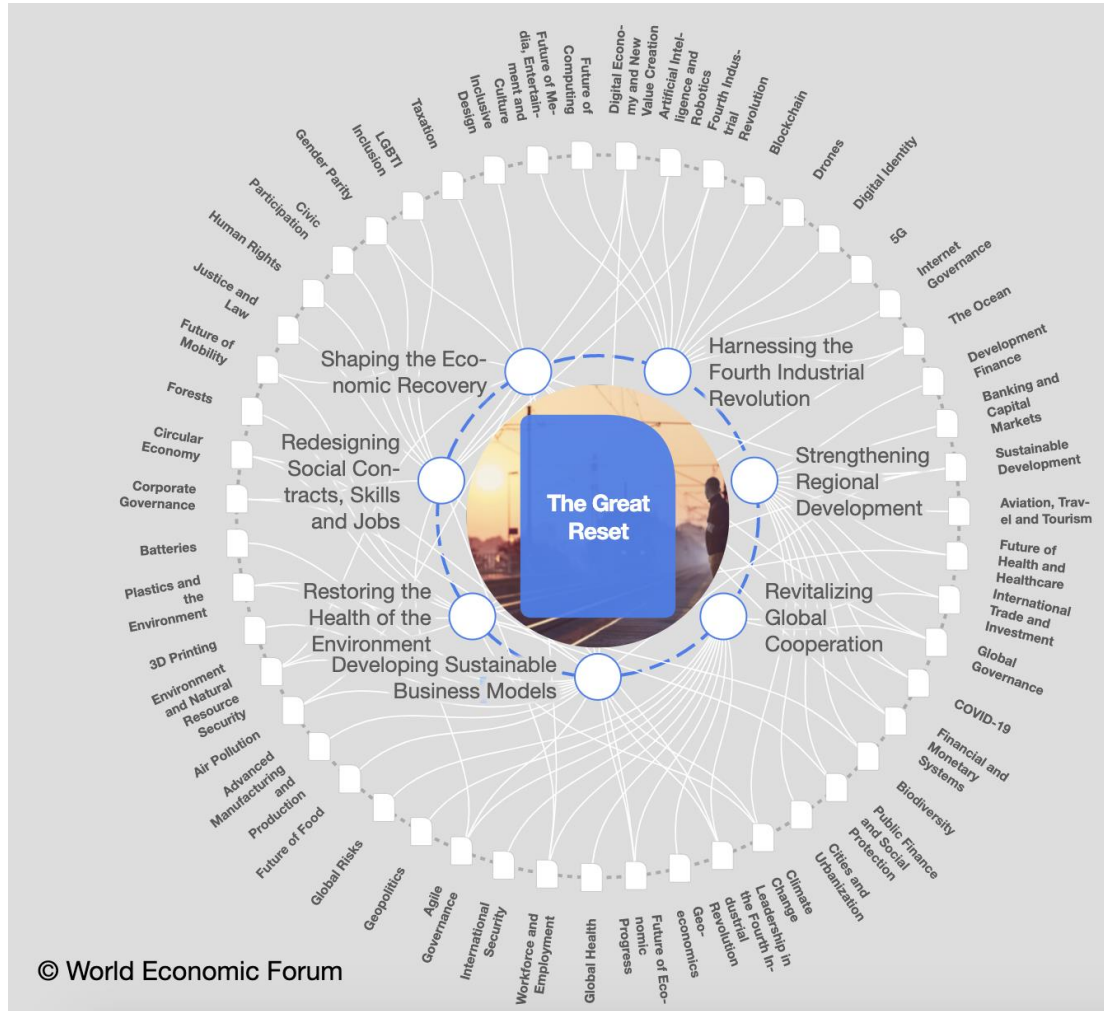 Future of
Computing
Digital Econo-
my and New
Value Creation
Artificial Intel-
ligence and
Robotics
Fourth Indus-
trial
Revolution
Blockchain
Drones
Digital Identity
5G
Internet
Governance
The Ocean
Development
Finance
Banking and
Capital
Markets
Sustainable
Development
Aviation, Trav-
el and Tourism
Future of
Health and
Healthcare
International
Trade and
Investment
Global
Governance
COVID-19
Financial and
Monetary
Systems
Biodiversity
Public Finance
and Social
Protection
Cities and
Urbanization
Climate
Change
Leadership in
the Fourth In-
dustrial
Revolution
Geo-
economics
Future of Eco-
nomic
Progress
Global Health
Workforce and
Employment
International
Security
Agile
Governance
Geopolitics
Global Risks
Future of Food
Advanced
Manufacturing
and
Production
Air Pollution
Environment
and Natural
Resource
Security
3D Printing
Plastics and
the
Environment
Batteries
Corporate
Governance
Circular
Economy
Forests
Future of
Mobility
Justice and
Law
Human Rights
Civic
Participation
Gender Parity
LGBTI
Inclusion
Taxation
Inclusive
Design
Future of Me-
dia, Entertain-
ment and
Culture
Shaping the Eco-
nomic Recovery
Harnessing the
Fourth Industrial
Revolution
Redesigning
Social Con-
tracts, Skills
and Jobs
Strengthening
Regional
Development
The Great
Reset
Restoring the
Health of the
Environment
Revitalizing
Global
Cooperation
Developing Sustainable
Business Models
© World Economic Forum